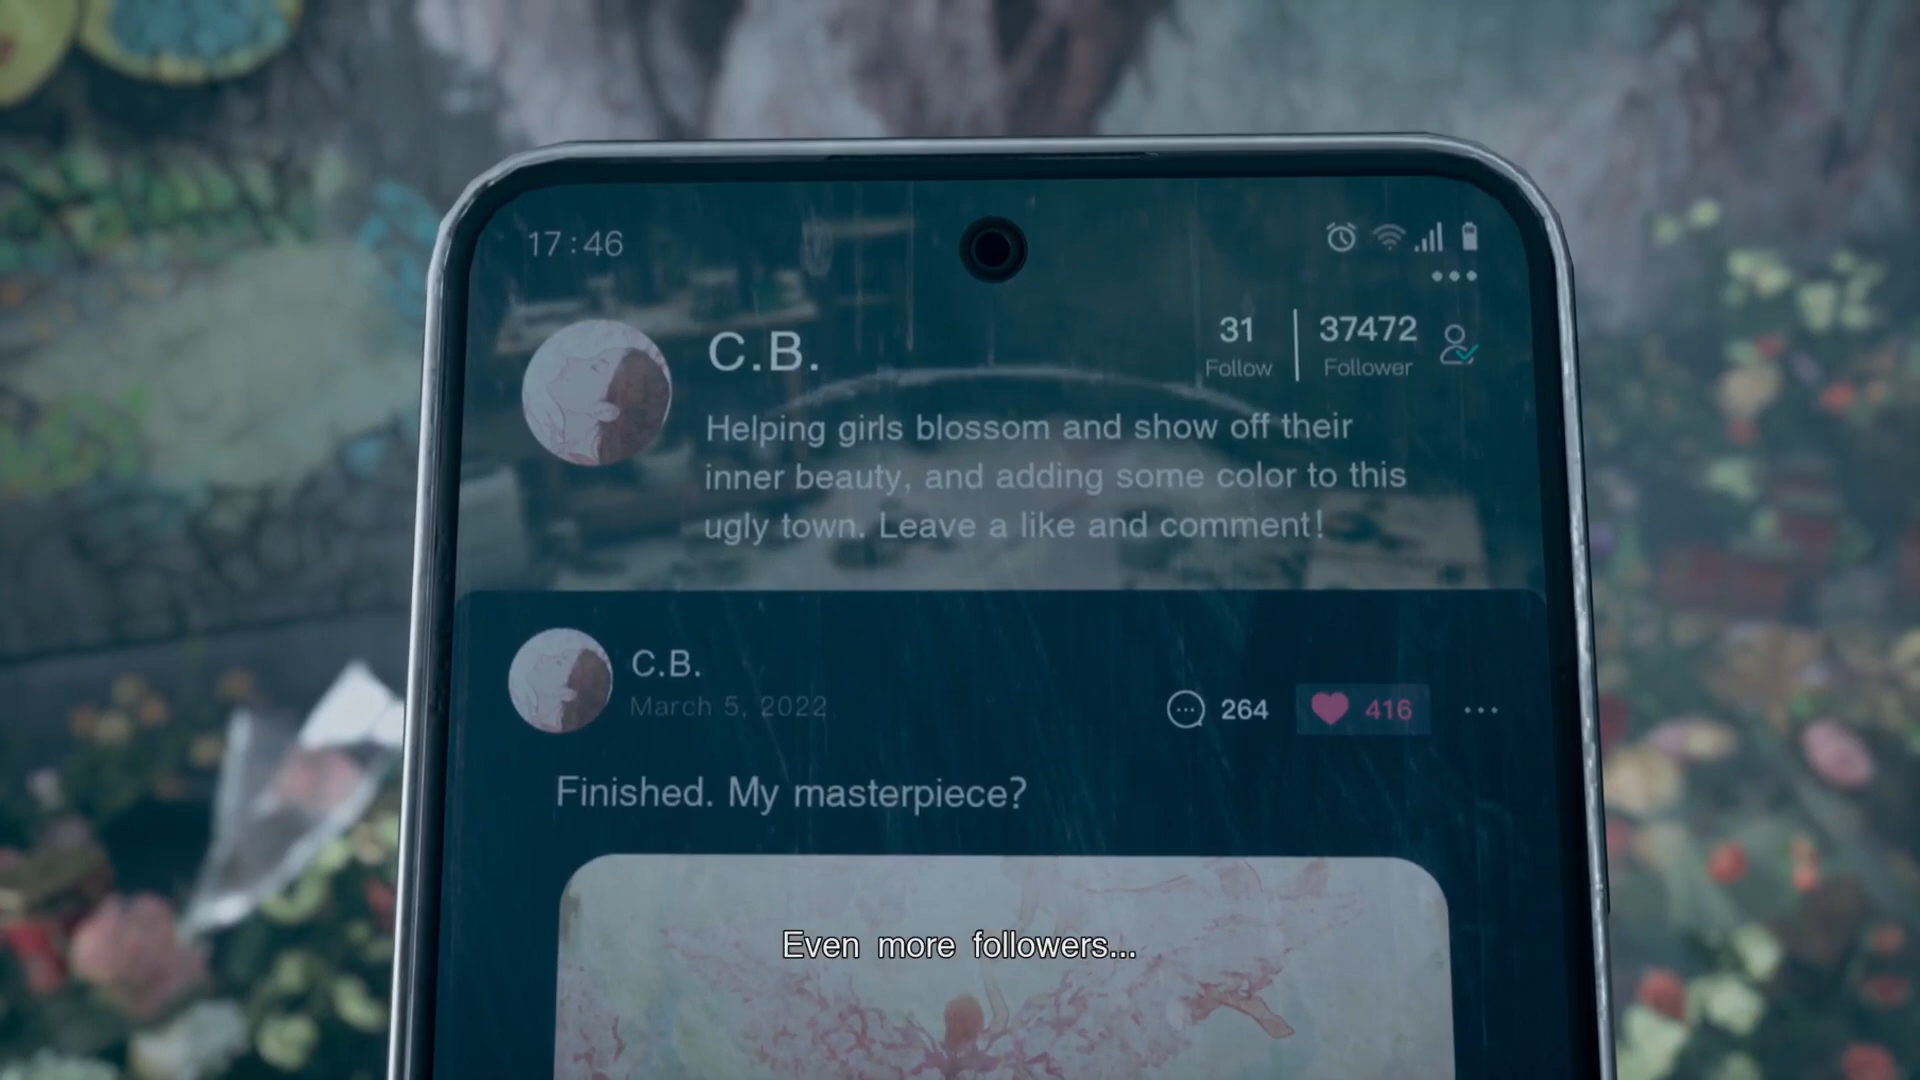 17:46
C.B.
31
Follow
37472
Follower
Helping girls blossom and show off their
inner beauty, and adding some color to this
ugly town. Leave a like and comment!
C.B.
March 5, 2022
264
416
Finished. My masterpiece?
Even more followers...